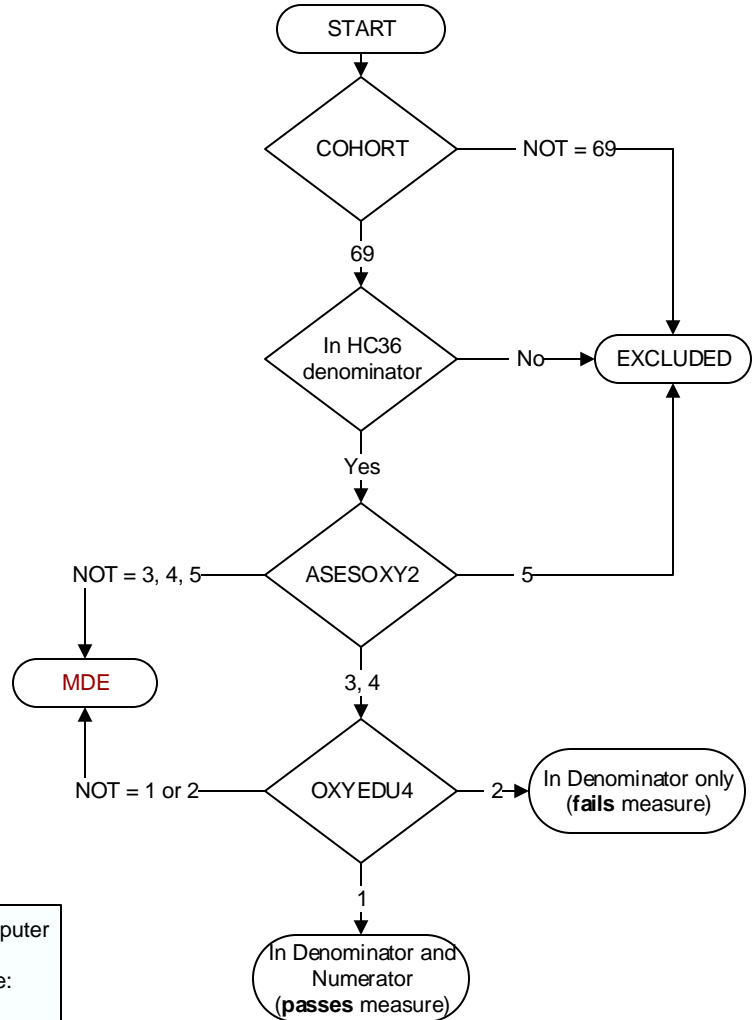 START
COHORT
NOT = 69
69
In HC36
denominator
No
EXCLUDED
Yes
NOT = 3, 4, 5
ASESOXY2
5
MDE
3, 4
NOT = 1 or 2
OXYEDU4
2
In Denominator only
(fails measure)
1
In Denominator and
Numerator
(passes measure)